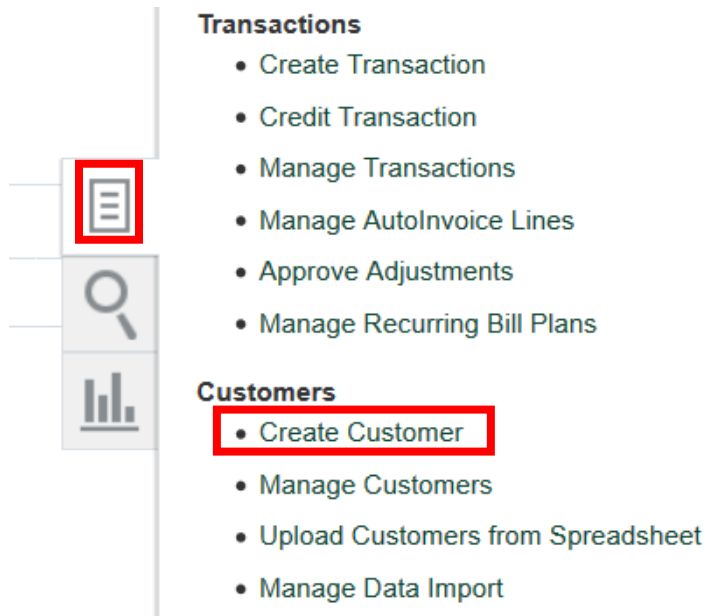 Transactions
• Create Transaction
• Credit Transaction
• Manage Transactions
• Manage AutoInvoice Lines
• Approve Adjustments
• Manage Recurring Bill Plans
Customers
• Create Customer
• Manage Customers
• Upload Customers from Spreadsheet
• Manage Data Import